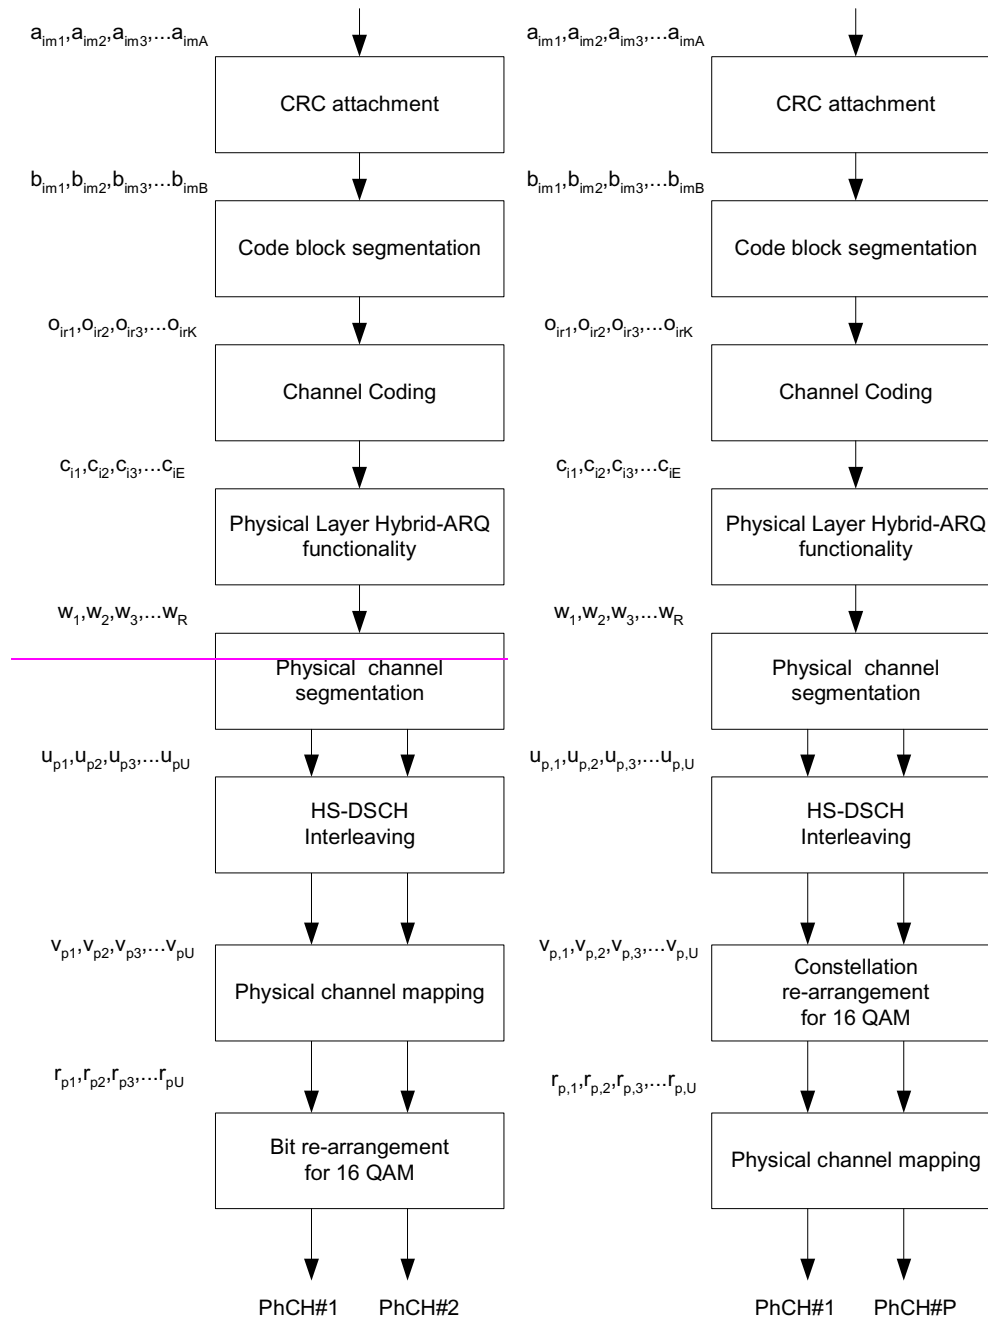 a_im1,a_im2,a_im3,...a_imA
CRC attachment
b_im1,b_im2,b_im3,...b_imB
Code block segmentation
o_ir1,o_ir2,o_ir3,...o_irK
Channel Coding
c_i1,c_i2,c_i3,...c_iE
Physical Layer Hybrid-ARQ
functionality
w_1,w_2,w_3,...w_R
Physical channel
segmentation
u_p1,u_p2,u_p3,...u_pU
HS-DSCH
Interleaving
v_p1,v_p2,v_p3,...v_pU
Physical channel mapping
r_p1,r_p2,r_p3,...r_pU
Bit re-arrangement
for 16 QAM
PhCH#1 PhCH#2
a_im1,a_im2,a_im3,...a_imA
CRC attachment
b_im1,b_im2,b_im3,...b_imB
Code block segmentation
o_ir1,o_ir2,o_ir3,...o_irK
Channel Coding
c_i1,c_i2,c_i3,...c_iE
Physical Layer Hybrid-ARQ
functionality
w_1,w_2,w_3,...w_R
Physical channel
segmentation
u_p,1,u_p,2,u_p,3,...u_p,U
HS-DSCH
Interleaving
v_p,1,v_p,2,v_p,3,...v_p,U
Constellation
re-arrangement
for 16 QAM
r_p,1,r_p,2,r_p,3,...r_p,U
Physical channel mapping
PhCH#1 PhCH#P